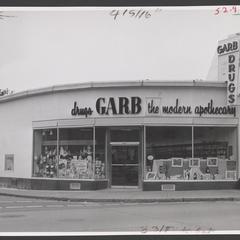 4/5/16"
GARB
DRUGS
drugs GARB the modern apothecary